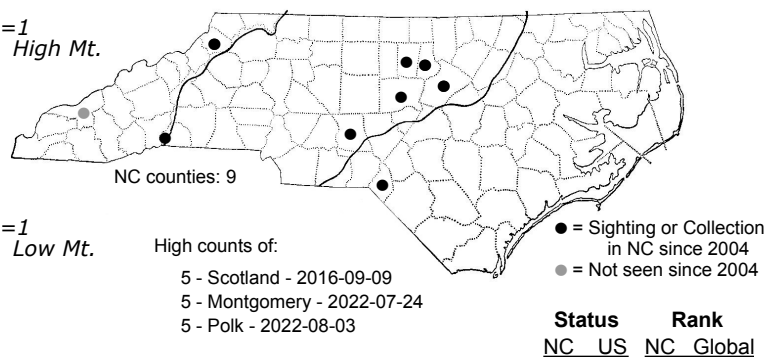 =1
High Mt.
NC counties: 9
=1
Low Mt.
High counts of:
5 - Scotland - 2016-09-09
5 - Montgomery - 2022-07-24
5 - Polk - 2022-08-03
● = Sighting or Collection
in NC since 2004
● = Not seen since 2004
Status Rank
NC US NC Global